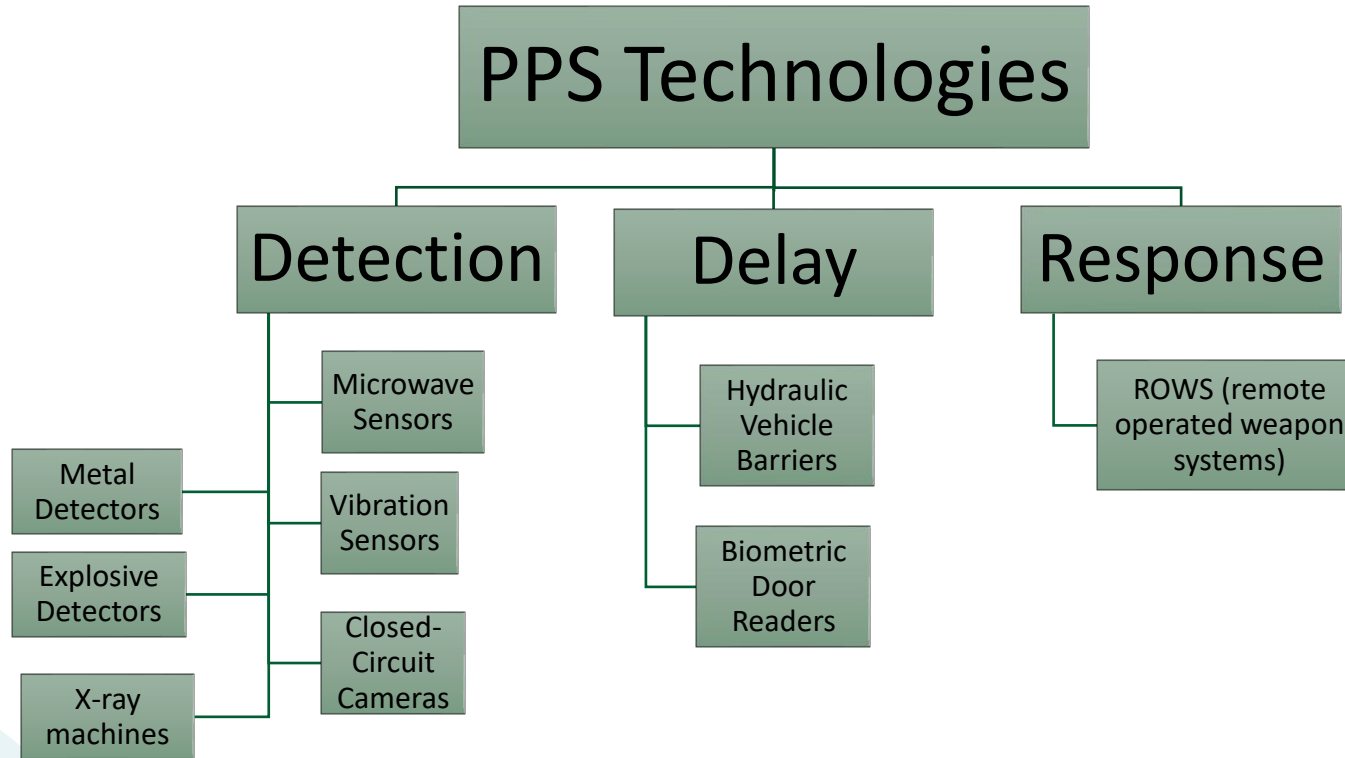 PPS Technologies
Detection
Delay
Response
Microwave
Sensors
Metal
Detectors
Vibration
Sensors
Explosive
Detectors
Closed-
Circuit
Cameras
X-ray
machines
Hydraulic
Vehicle
Barriers
Biometric
Door
Readers
ROWS (remote
operated weapon
systems)